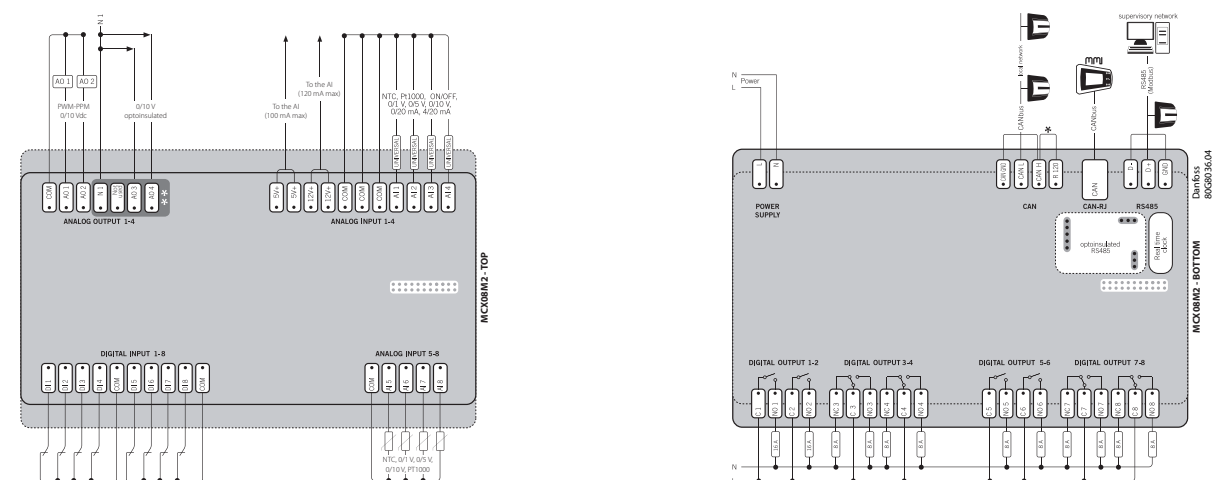 N 1
AO 1
AO 2
PWM-PPM
0/10 Vdc
0/10 V
optoinsulated
To the AI
(100 mA max)
To the AI
(120 mA max)
NTC, Pt1000, ON/OFF,
0/1 V, 0/5 V, 0/10 V,
0/20 mA, 4/20 mA
UNIVERSAL
UNIVERSAL
UNIVERSAL
UNIVERSAL
COM
AO 1
AO 2
N 1
Not used
AO 3
AO 4
**
5V+
5V+
12V+
12V+
COM
COM
COM
AI 1
AI 2
AI 3
AI 4
ANALOG OUTPUT 1-4
ANALOG INPUT 1-4
MCX08M2 - TOP
DIGITAL INPUT 1-8
ANALOG INPUT 5-8
DI 1
DI 2
DI 3
DI 4
COM
DI 5
DI 6
DI 7
DI 8
COM
COM
AI 5
AI 6
AI 7
AI 8
NTC, 0/1 V, 0/5 V,
0/10 V, PT1000
supervisory network
local network
MMI
RS485
(Modbus)
N
Power
L
CANbus
CANbus
*
L
N
CAN GND
CAN L
CAN H
R 120
CAN
D-
D+
GND
POWER
SUPPLY
CAN
CAN-RJ
RS485
optoinsulated
RS485
Real time
clock
Danfoss
80G8036.04
MCX08M2 - BOTTOM
DIGITAL OUTPUT 1-2
DIGITAL OUTPUT 3-4
DIGITAL OUTPUT 5-6
DIGITAL OUTPUT 7-8
C 1
NO 1
C 2
NO 2
NC 3
C 3
NO 3
NC 4
C 4
NO 4
C 5
NO 5
C 6
NO 6
NC 7
C 7
NO 7
NC 8
C 8
NO 8
16 A
16 A
8 A
8 A
8 A
8 A
8 A
8 A
8 A
8 A
N